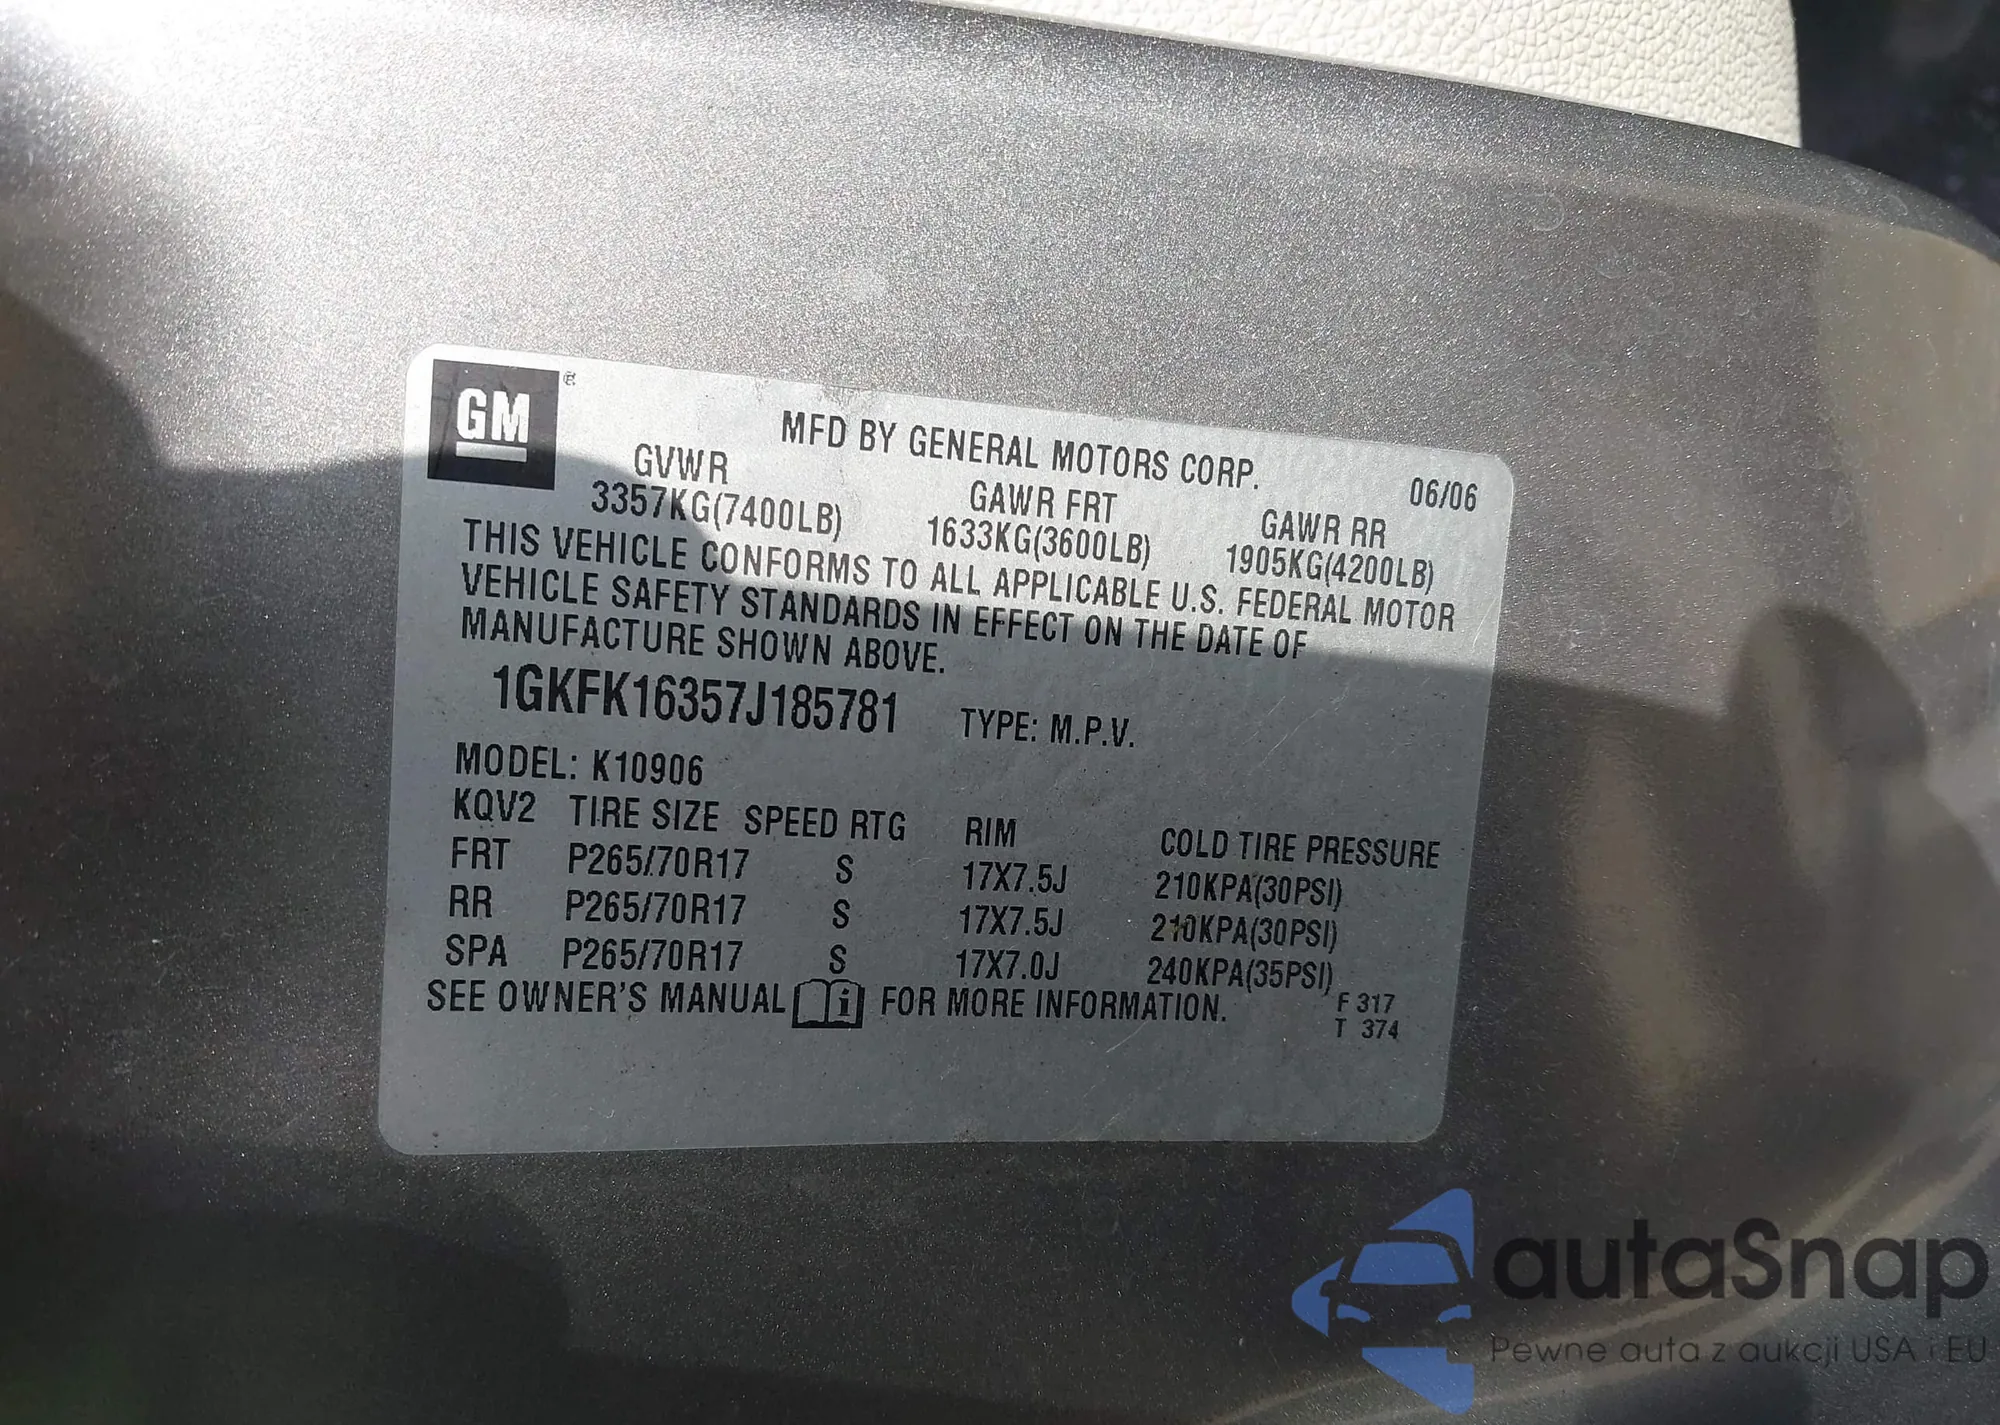 GM
MFD BY GENERAL MOTORS CORP.
06/06
GVWR GAWR FRT GAWR RR
3357KG(7400LB) 1633KG(3600LB) 1905KG(4200LB)
THIS VEHICLE CONFORMS TO ALL APPLICABLE U.S. FEDERAL MOTOR
VEHICLE SAFETY STANDARDS IN EFFECT ON THE DATE OF
MANUFACTURE SHOWN ABOVE.
1GKFK16357J185781 TYPE: M.P.V.
MODEL: K10906
KQV2 TIRE SIZE SPEED RTG RIM COLD TIRE PRESSURE
FRT P265/70R17 S 17X7.5J 210KPA(30PSI)
RR P265/70R17 S 17X7.5J 210KPA(30PSI)
SPA P265/70R17 S 17X7.0J 240KPA(35PSI)
SEE OWNER'S MANUAL i FOR MORE INFORMATION.
F 317
T 374
autaSnap
Pewne auta z aukcji USA i EU